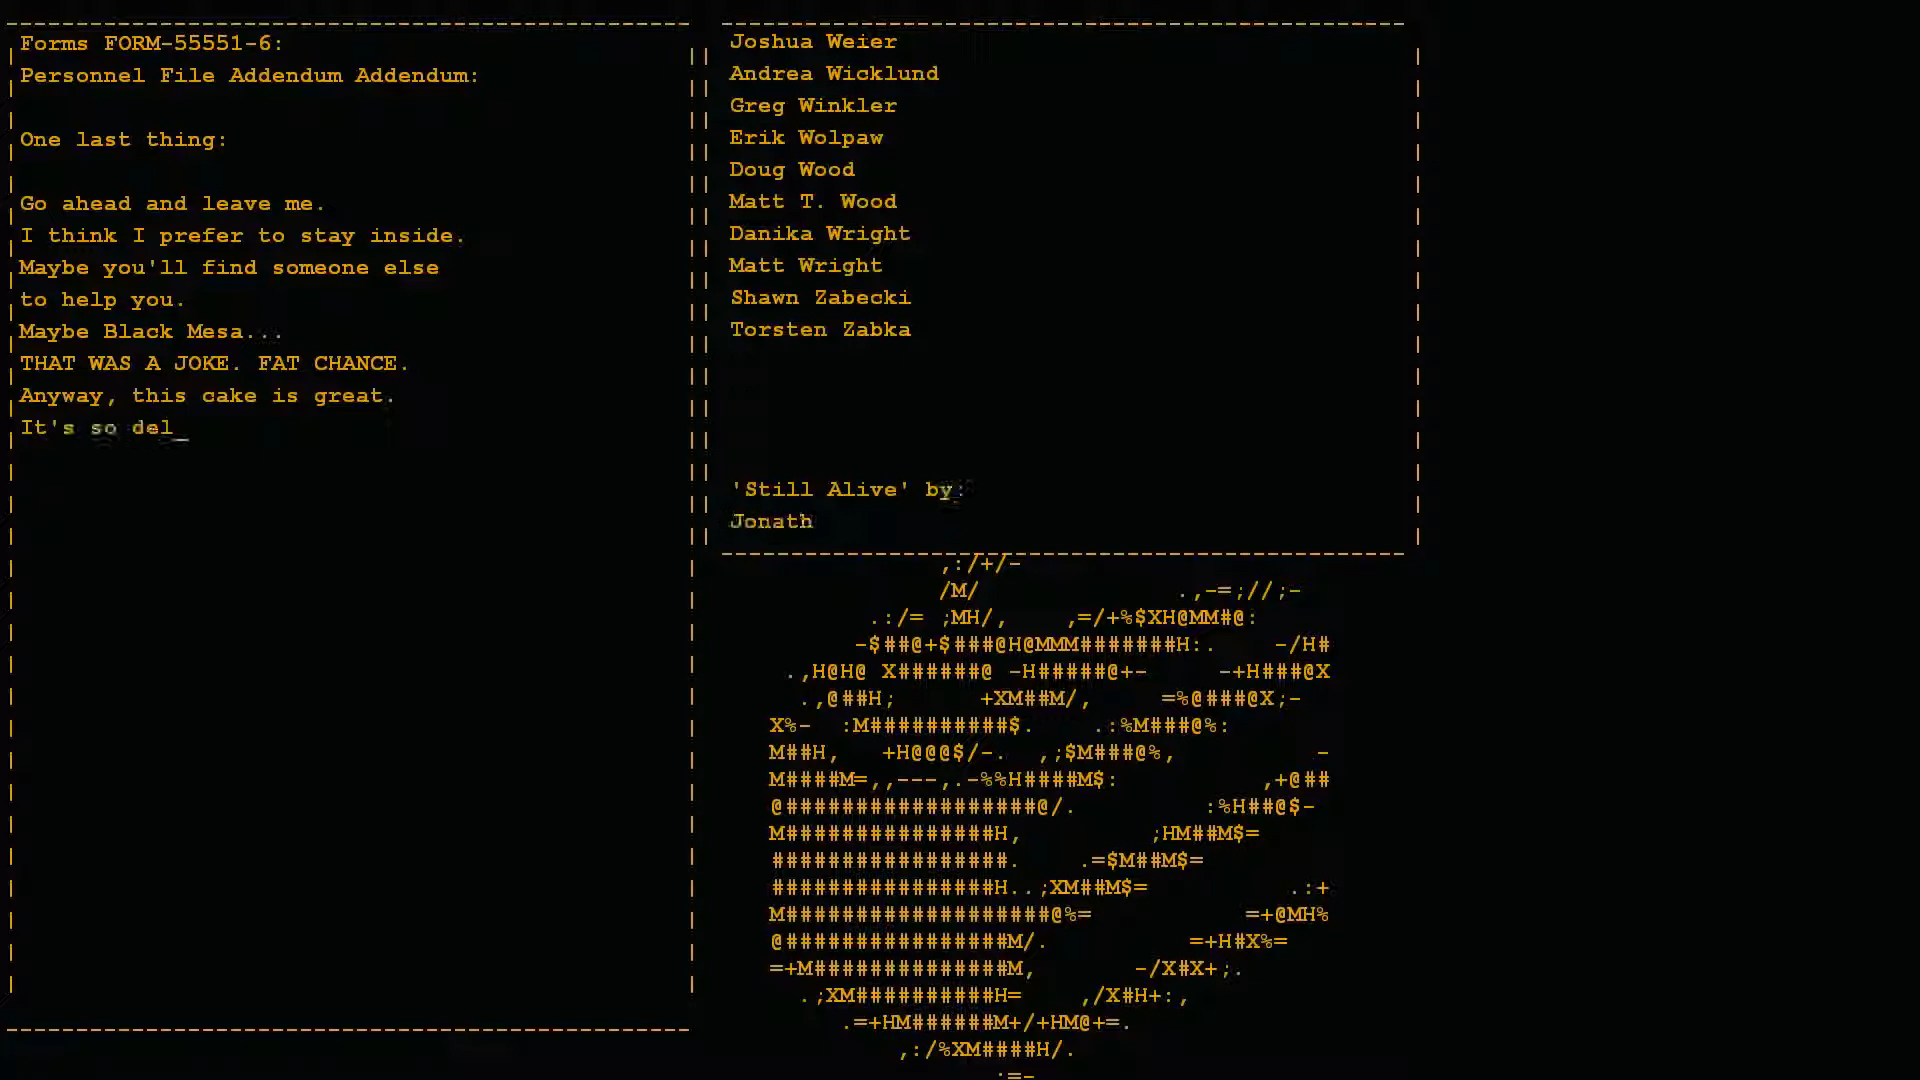 Forms FORM-55551-6:
Personnel File Addendum Addendum:
One last thing:
Go ahead and leave me.
I think I prefer to stay inside.
Maybe you'll find someone else
to help you.
Maybe Black Mesa...
THAT WAS A JOKE. FAT CHANCE.
Anyway, this cake is great.
It's so del_
Joshua Weier
Andrea Wicklund
Greg Winkler
Erik Wolpaw
Doug Wood
Matt T. Wood
Danika Wright
Matt Wright
Shawn Zabecki
Torsten Zabka
'Still Alive' by:
Jonath